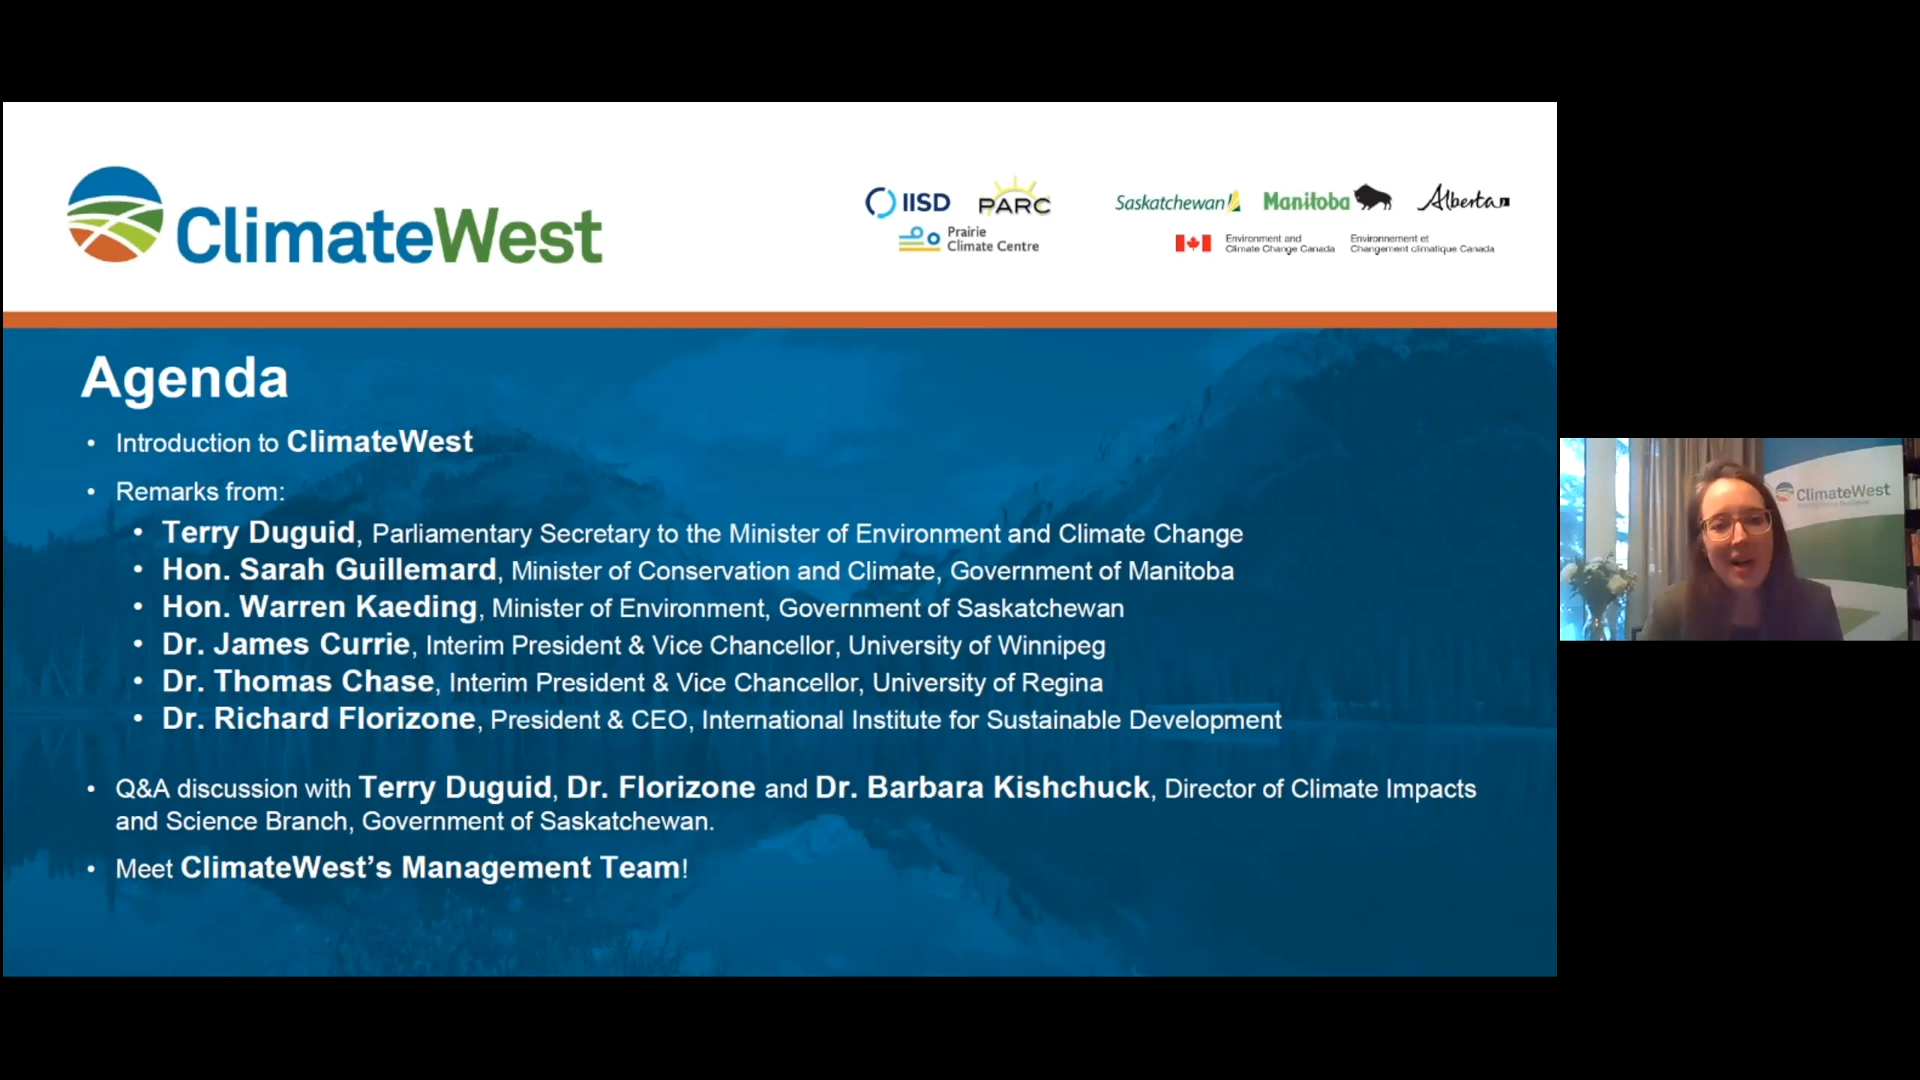 ClimateWest
IISD
PARC
Prairie
Climate Centre
Saskatchewan
Manitoba
Alberta
Environment and
Climate Change Canada
Environnement et
Changement climatique Canada
Agenda
• Introduction to ClimateWest
• Remarks from:
• Terry Duguid, Parliamentary Secretary to the Minister of Environment and Climate Change
• Hon. Sarah Guillemard, Minister of Conservation and Climate, Government of Manitoba
• Hon. Warren Kaeding, Minister of Environment, Government of Saskatchewan
• Dr. James Currie, Interim President & Vice Chancellor, University of Winnipeg
• Dr. Thomas Chase, Interim President & Vice Chancellor, University of Regina
• Dr. Richard Florizone, President & CEO, International Institute for Sustainable Development
• Q&A discussion with Terry Duguid, Dr. Florizone and Dr. Barbara Kishchuck, Director of Climate Impacts
and Science Branch, Government of Saskatchewan.
• Meet ClimateWest’s Management Team!
ClimateWest